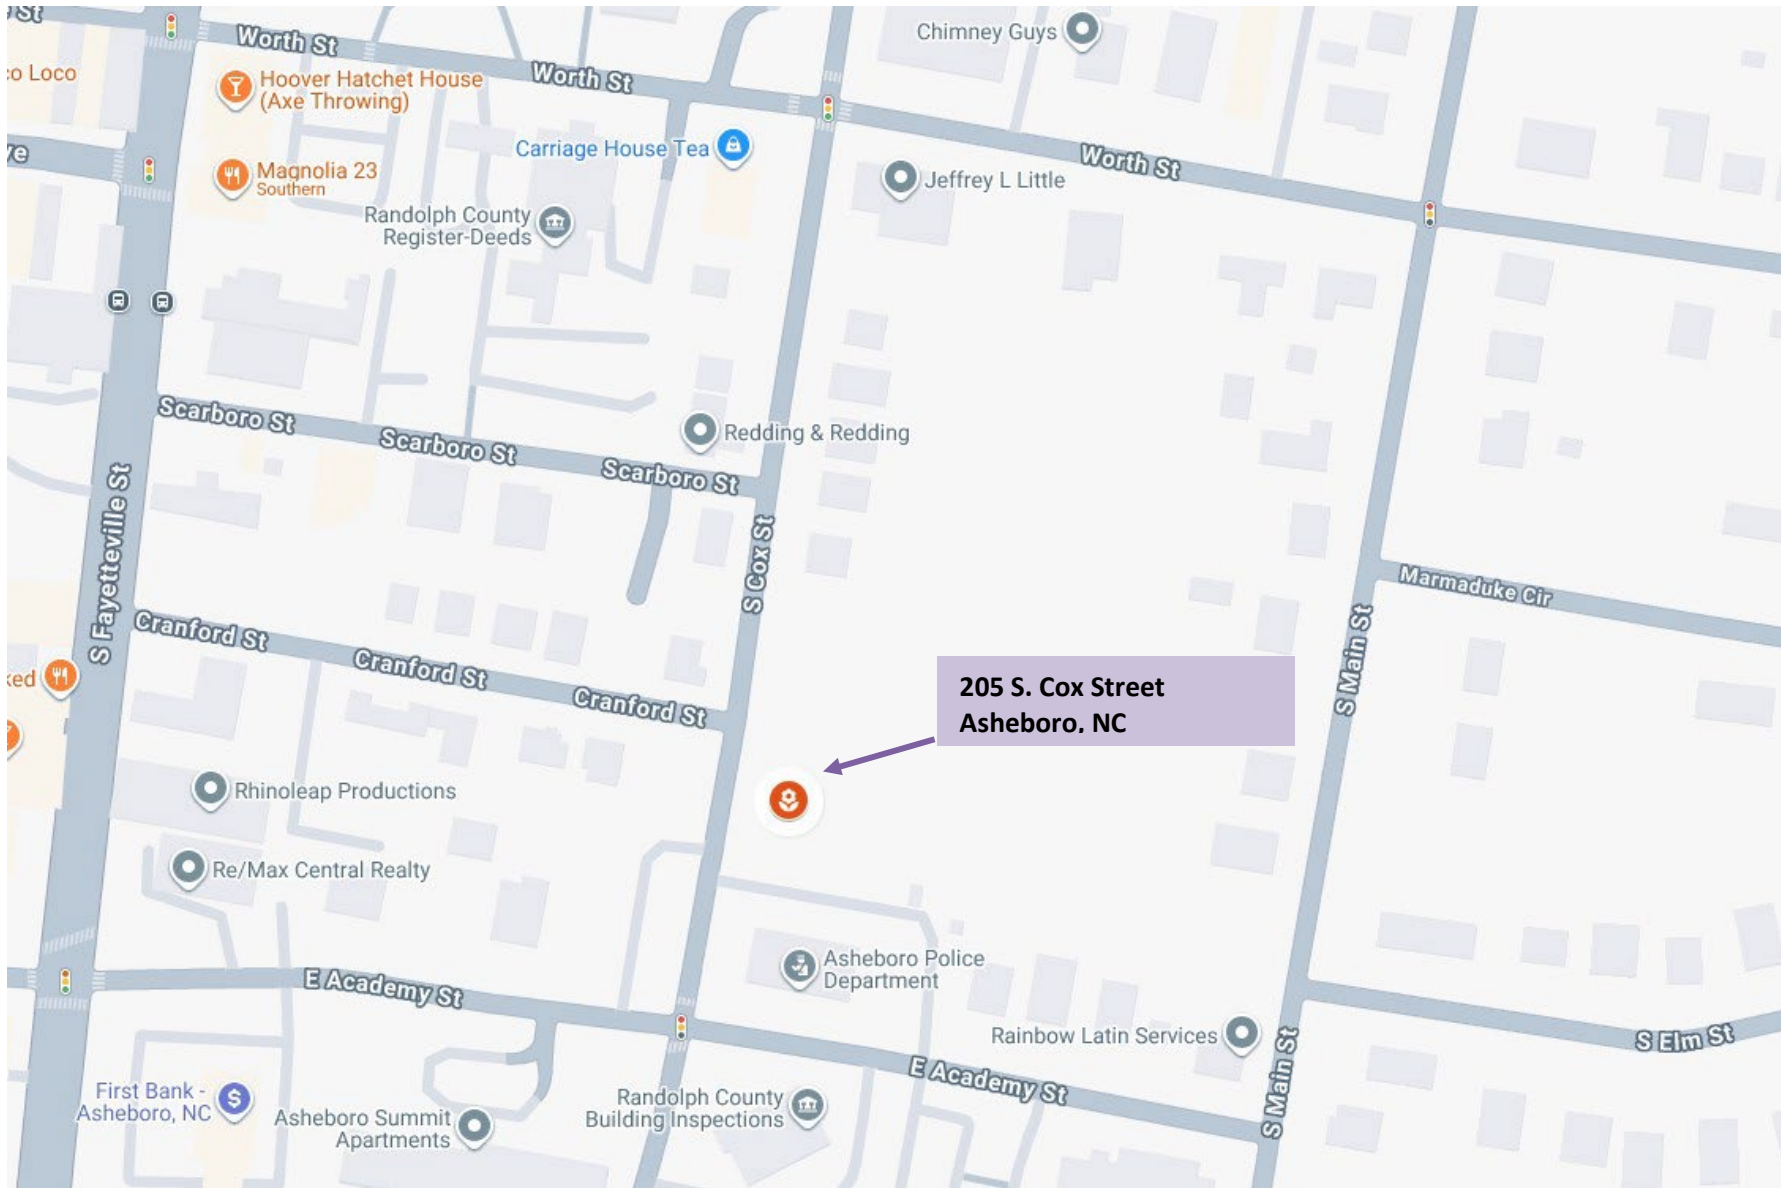 St
Worth St
Worth St
Worth St
Chimney Guys
co Loco
Hoover Hatchet House
(Axe Throwing)
Carriage House Tea
Magnolia 23
Southern
Jeffrey L Little
Randolph County
Register-Deeds
Scarboro St
Scarboro St
Scarboro St
Redding & Redding
S Fayetteville St
S Cox St
Marmaduke Cir
Cranford St
Cranford St
Cranford St
S Main St
ked
205 S. Cox Street
Asheboro, NC
Rhinoleap Productions
Re/Max Central Realty
E Academy St
Asheboro Police
Department
Rainbow Latin Services
S Elm St
E Academy St
S Main St
First Bank -
Asheboro, NC
$
Asheboro Summit
Apartments
Randolph County
Building Inspections